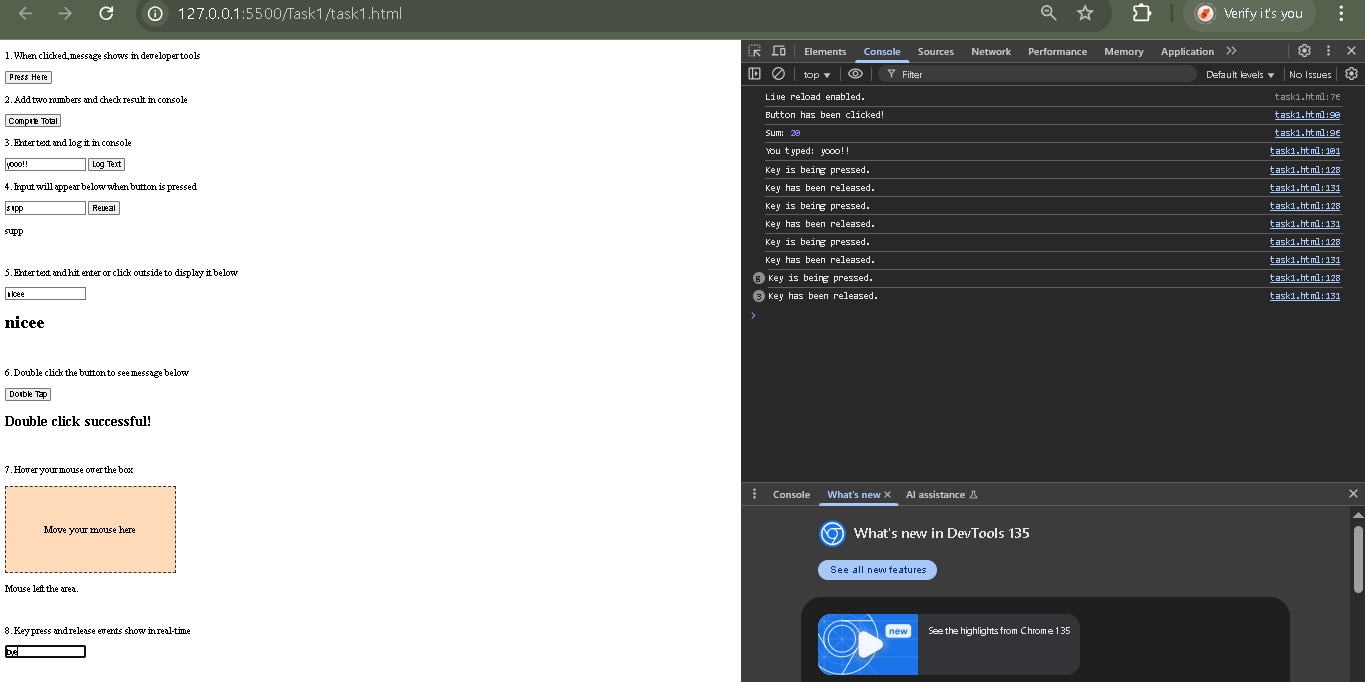 127.0.0.1:5500/Task1/task1.html
Verify it's you
1. When clicked, message shows in developer tools
Press Here
2. Add two numbers and check result in console
Compute Total
3. Enter text and log it in console
yooo!!
Log Text
4. Input will appear below when button is pressed
supp
Reveal
supp
5. Enter text and hit enter or click outside to display it below
nicee
nicee
6. Double click the button to see message below
Double Tap
Double click successful!
7. Hover your mouse over the box
Move your mouse here
Mouse left the area.
8. Key press and release events show in real-time
Elements Console Sources Network Performance Memory Application
top Filter Default levels No Issues
Live reload enabled. task1.html:76
Button has been clicked! task1.html:90
Sum: 20 task1.html:96
You typed: yooo!! task1.html:101
Key is being pressed. task1.html:128
Key has been released. task1.html:131
Key is being pressed. task1.html:128
Key has been released. task1.html:131
Key is being pressed. task1.html:128
Key has been released. task1.html:131
Key is being pressed. task1.html:128
Key has been released. task1.html:131
Console What's new AI assistance
What's new in DevTools 135
See all new features
new
See the highlights from Chrome 135